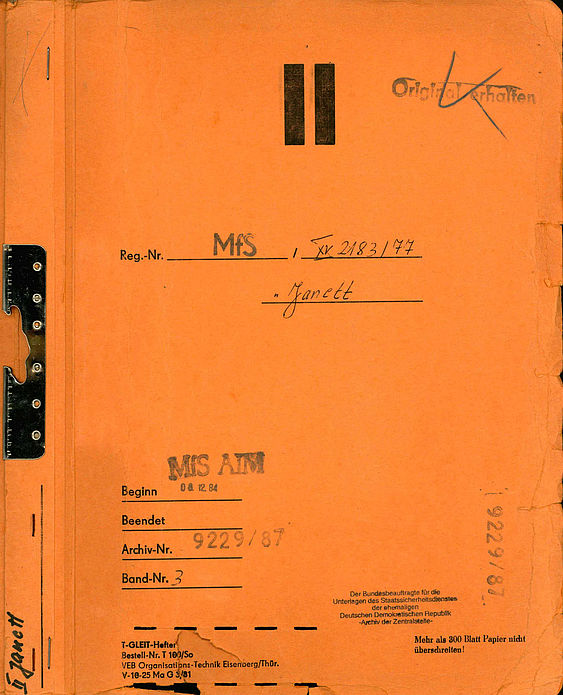 II
Original erhalten
Reg.-Nr. MfS / XV 2183/77
"Janett
MfS AIM
Beginn 06. 12. 84
Beendet
Archiv-Nr. 9229/87
Band-Nr. 3
9229/87
Der Bundesbeauftragte für die
Unterlagen des Staatssicherheitsdienstes
der ehemaligen
Deutschen Demokratischen Republik
-Archiv der Zentralstelle-
T-GLEIT-Hefter
Bestell-Nr. T 100/So
VEB Organisations-Technik Eisenberg/Thür.
V-10-25 Ma G 3/81
Mehr als 300 Blatt Papier nicht
überschreiten!
II Janett